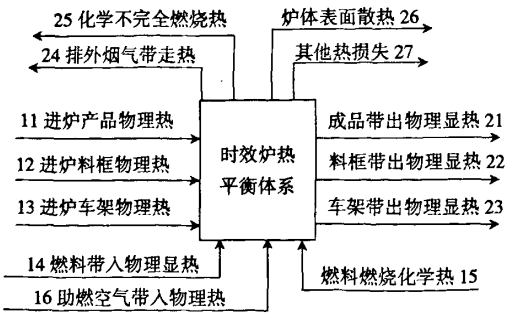 25 化学不完全燃烧热
炉体表面散热 26
24 排外烟气带走热
其他热损失 27
11 进炉产品物理热
成品带出物理显热 21
时效炉热
平衡体系
12 进炉料框物理热
料框带出物理显热 22
13 进炉车架物理热
车架带出物理显热 23
14 燃料带入物理显热
燃料燃烧化学热 15
16 助燃空气带入物理热